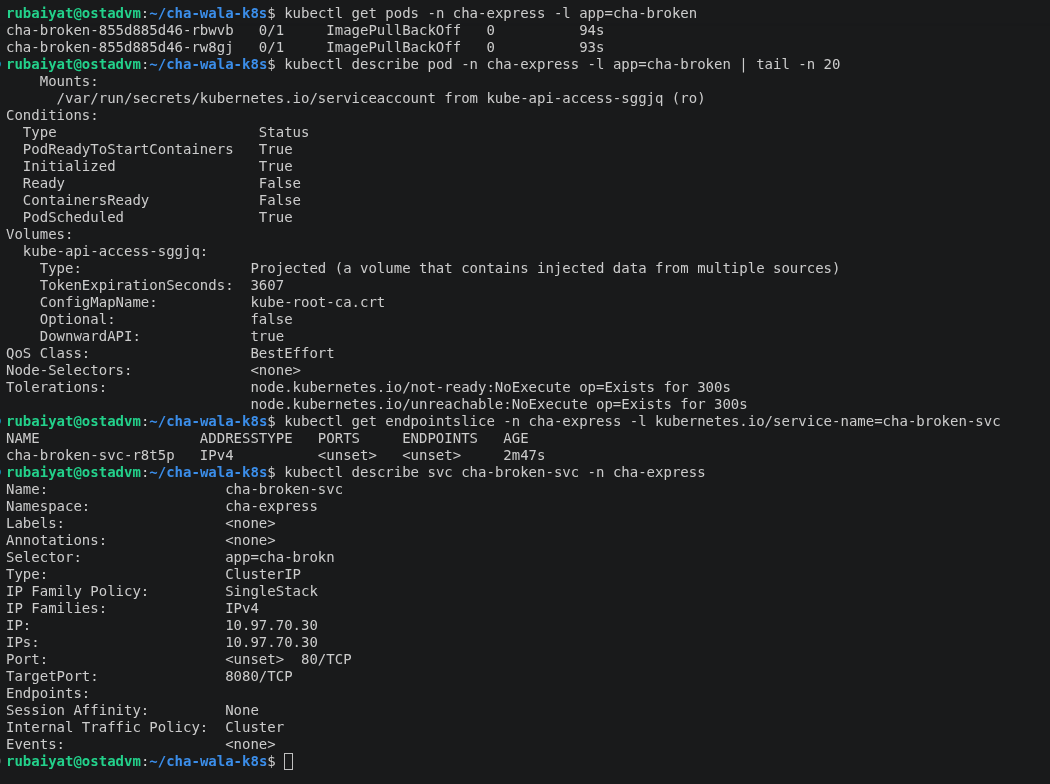 rubaiyat@ostadvm:~/cha-wala-k8s$ kubectl get pods -n cha-express -l app=cha-broken
cha-broken-855d885d46-rbwvb   0/1     ImagePullBackOff   0          94s
cha-broken-855d885d46-rw8gj   0/1     ImagePullBackOff   0          93s
rubaiyat@ostadvm:~/cha-wala-k8s$ kubectl describe pod -n cha-express -l app=cha-broken | tail -n 20
    Mounts:
      /var/run/secrets/kubernetes.io/serviceaccount from kube-api-access-sggjq (ro)
Conditions:
  Type                        Status
  PodReadyToStartContainers   True
  Initialized                 True
  Ready                       False
  ContainersReady             False
  PodScheduled                True
Volumes:
  kube-api-access-sggjq:
    Type:                    Projected (a volume that contains injected data from multiple sources)
    TokenExpirationSeconds:  3607
    ConfigMapName:           kube-root-ca.crt
    Optional:                false
    DownwardAPI:             true
QoS Class:                   BestEffort
Node-Selectors:              <none>
Tolerations:                 node.kubernetes.io/not-ready:NoExecute op=Exists for 300s
                             node.kubernetes.io/unreachable:NoExecute op=Exists for 300s
rubaiyat@ostadvm:~/cha-wala-k8s$ kubectl get endpointslice -n cha-express -l kubernetes.io/service-name=cha-broken-svc
NAME                   ADDRESSTYPE   PORTS     ENDPOINTS   AGE
cha-broken-svc-r8t5p   IPv4          <unset>   <unset>     2m47s
rubaiyat@ostadvm:~/cha-wala-k8s$ kubectl describe svc cha-broken-svc -n cha-express
Name:                     cha-broken-svc
Namespace:                cha-express
Labels:                   <none>
Annotations:              <none>
Selector:                 app=cha-brokn
Type:                     ClusterIP
IP Family Policy:         SingleStack
IP Families:              IPv4
IP:                       10.97.70.30
IPs:                      10.97.70.30
Port:                     <unset>  80/TCP
TargetPort:               8080/TCP
Endpoints:
Session Affinity:         None
Internal Traffic Policy:  Cluster
Events:                   <none>
rubaiyat@ostadvm:~/cha-wala-k8s$